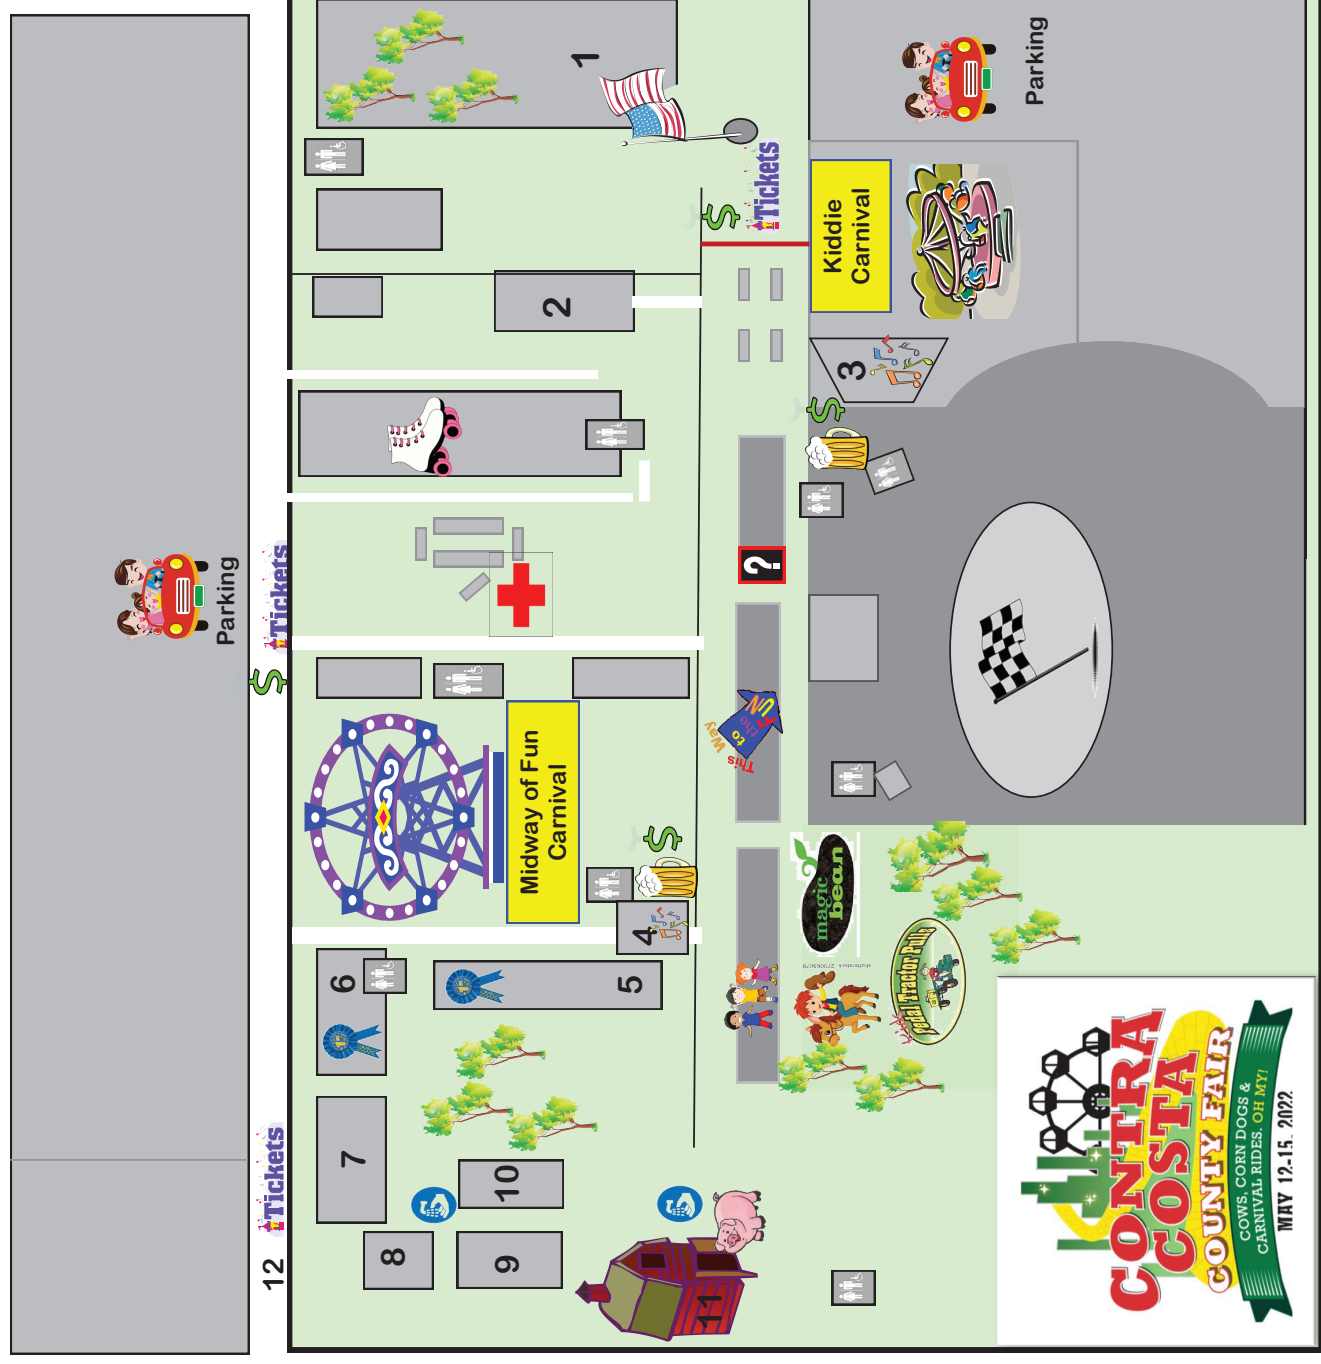 Parking
12
Tickets
Tickets
$
6
7
8
1
2
10
9
Midway of Fun
Carnival
4
5
11
$
$
Tickets
?
This Way
to
the
FUN
Kiddie
Carnival
3
$
Parking
magic
bean
shutterstock 270065078
Pedal Tractor Pulls
CONTRA
COSTA
COUNTY FAIR
COWS, CORN DOGS &
CARNIVAL RIDES. OH MY!
MAY 12-15, 2022